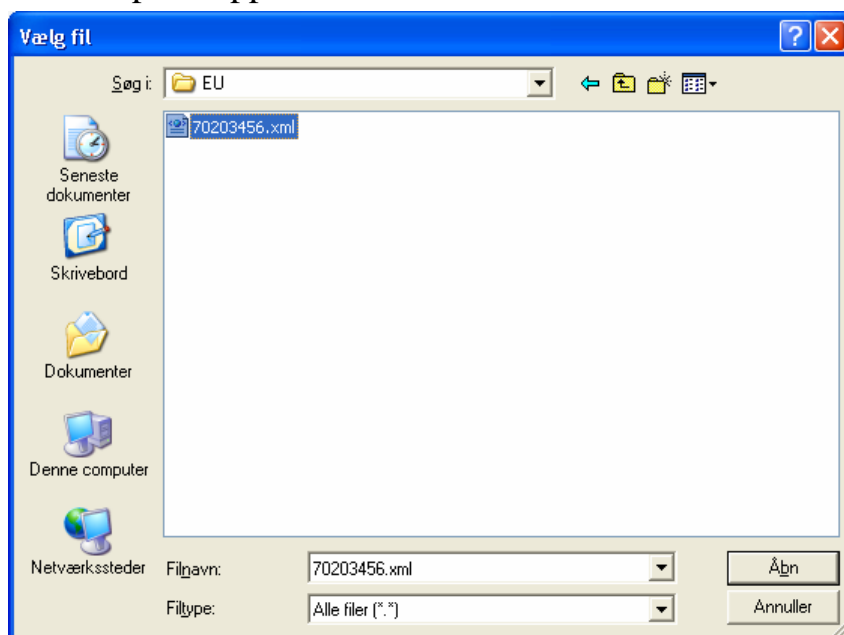 Vælg fil
Søg i:
EU
70203456.xml
Seneste
dokumenter
Skrivebord
Dokumenter
Denne computer
Netværkssteder
Filnavn:
70203456.xml
Åbn
Filtype:
Alle filer (*.*)
Annuller